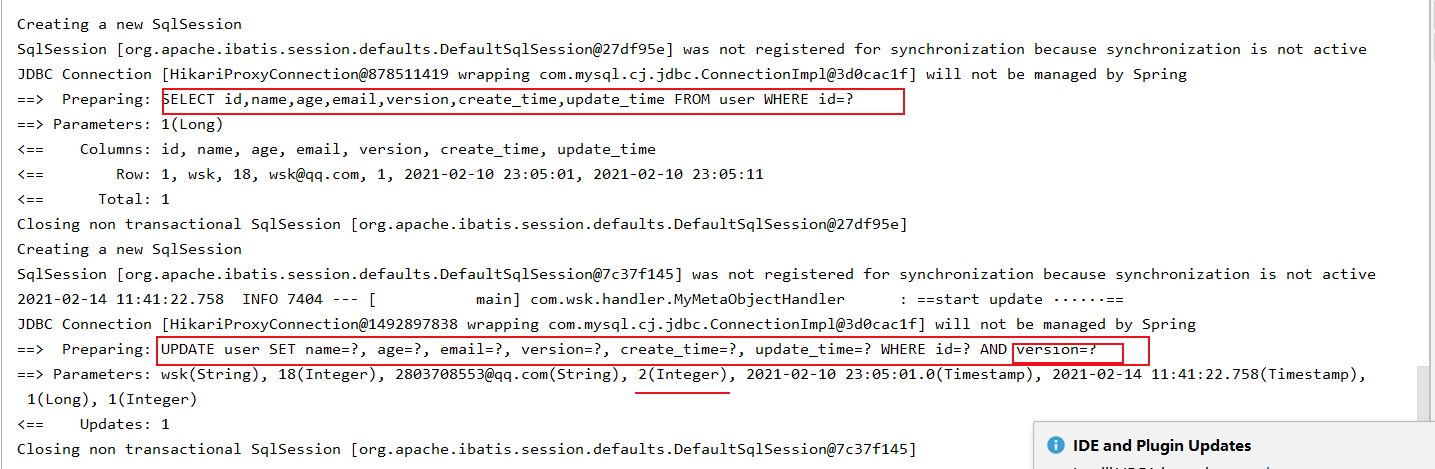 Creating a new SqlSession
SqlSession [org.apache.ibatis.session.defaults.DefaultSqlSession@27df95e] was not registered for synchronization because synchronization is not active
JDBC Connection [HikariProxyConnection@878511419 wrapping com.mysql.cj.jdbc.ConnectionImpl@3d0cac1f] will not be managed by Spring
==>  Preparing: SELECT id,name,age,email,version,create_time,update_time FROM user WHERE id=?
==> Parameters: 1(Long)
<==    Columns: id, name, age, email, version, create_time, update_time
<==        Row: 1, wsk, 18, wsk@qq.com, 1, 2021-02-10 23:05:01, 2021-02-10 23:05:11
<==      Total: 1
Closing non transactional SqlSession [org.apache.ibatis.session.defaults.DefaultSqlSession@27df95e]
Creating a new SqlSession
SqlSession [org.apache.ibatis.session.defaults.DefaultSqlSession@7c37f145] was not registered for synchronization because synchronization is not active
2021-02-14 11:41:22.758  INFO 7404 --- [           main] com.wsk.handler.MyMetaObjectHandler      : ==start update ······==
JDBC Connection [HikariProxyConnection@1492897838 wrapping com.mysql.cj.jdbc.ConnectionImpl@3d0cac1f] will not be managed by Spring
==>  Preparing: UPDATE user SET name=?, age=?, email=?, version=?, create_time=?, update_time=? WHERE id=? AND version=?
==> Parameters: wsk(String), 18(Integer), 2803708553@qq.com(String), 2(Integer), 2021-02-10 23:05:01.0(Timestamp), 2021-02-14 11:41:22.758(Timestamp),
1(Long), 1(Integer)
<==    Updates: 1
Closing non transactional SqlSession [org.apache.ibatis.session.defaults.DefaultSqlSession@7c37f145]
IDE and Plugin Updates